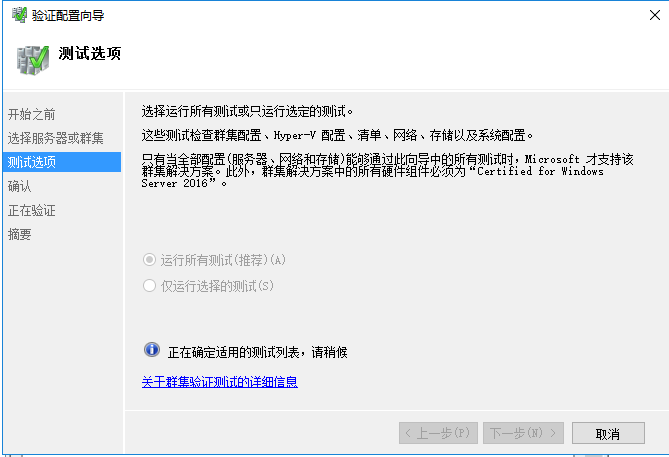 验证配置向导
测试选项
开始之前
选择服务器或群集
测试选项
确认
正在验证
摘要
选择运行所有测试或只运行选定的测试。
这些测试检查群集配置、Hyper-V 配置、清单、网络、存储以及系统配置。
只有当全部配置(服务器、网络和存储)能够通过此向导中的所有测试时，Microsoft 才支持该
群集解决方案。此外，群集解决方案中的所有硬件组件必须为“Certified for Windows
Server 2016”。
运行所有测试(推荐)(A)
仅运行选择的测试(S)
正在确定适用的测试列表，请稍候
关于群集验证测试的详细信息
< 上一步(P)
下一步(N) >
取消